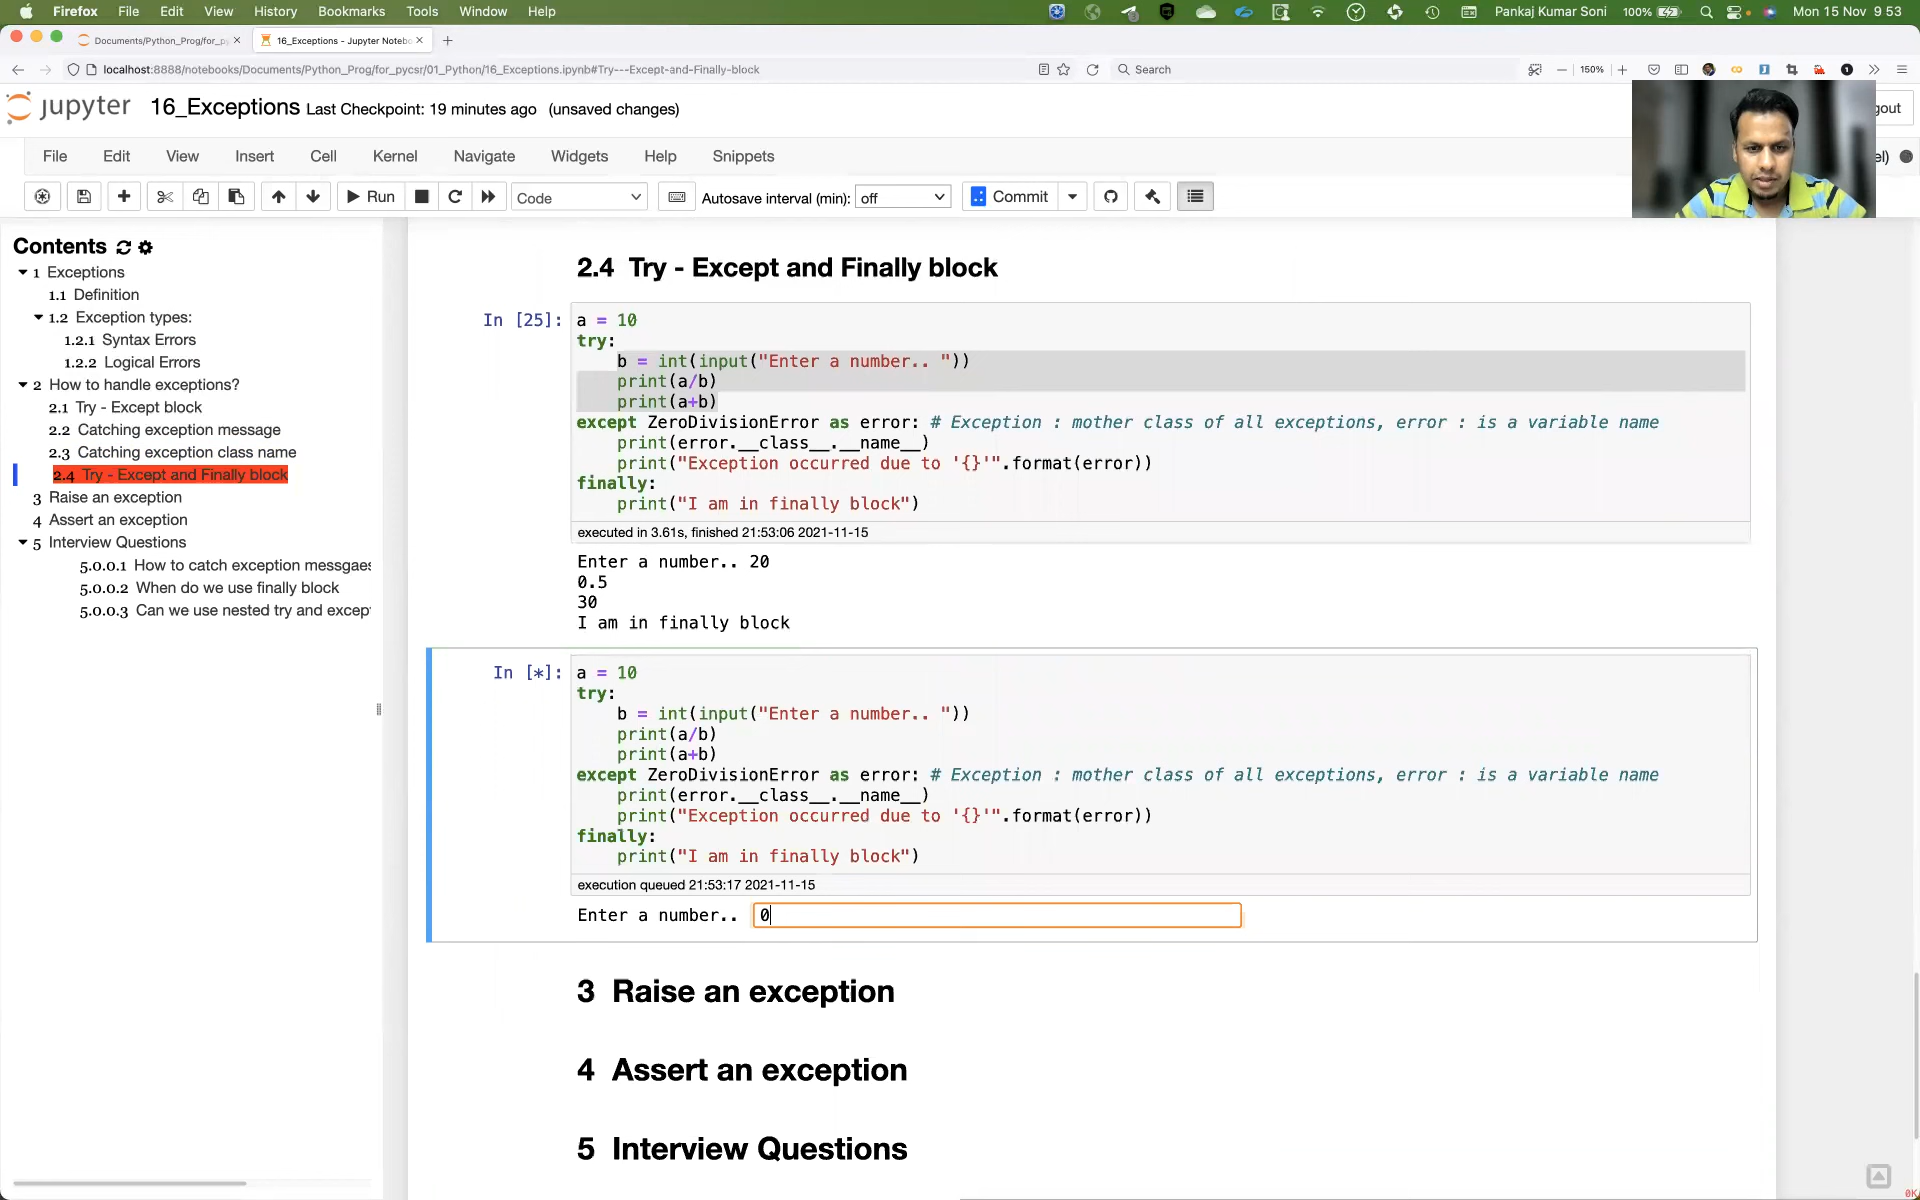 Firefox File Edit View History Bookmarks Tools Window Help 100% Pankaj Kumar Soni Mon 15 Nov 9 53
Documents/Python_Prog/for_py
16_Exceptions - Jupyter Notebo
localhost:8888/notebooks/Documents/Python_Prog/for_pycsr/01_Python/16_Exceptions.ipynb#Try---Except-and-Finally-block Search 150%
jupyter 16_Exceptions Last Checkpoint: 19 minutes ago (unsaved changes) gout
File Edit View Insert Cell Kernel Navigate Widgets Help Snippets el)
Run Code Autosave interval (min): off Commit
Contents
1 Exceptions
1.1 Definition
1.2 Exception types:
1.2.1 Syntax Errors
1.2.2 Logical Errors
2 How to handle exceptions?
2.1 Try - Except block
2.2 Catching exception message
2.3 Catching exception class name
2.4 Try - Except and Finally block
3 Raise an exception
4 Assert an exception
5 Interview Questions
5.0.0.1 How to catch exception messgaes
5.0.0.2 When do we use finally block
5.0.0.3 Can we use nested try and excep
2.4 Try - Except and Finally block
In [25]: a = 10
try:
b = int(input("Enter a number.. "))
print(a/b)
print(a+b)
except ZeroDivisionError as error: # Exception : mother class of all exceptions, error : is a variable name
print(error.__class__.__name__)
print("Exception occurred due to '{}'".format(error))
finally:
print("I am in finally block")
executed in 3.61s, finished 21:53:06 2021-11-15
Enter a number.. 20
0.5
30
I am in finally block
In [*]: a = 10
try:
b = int(input("Enter a number.. "))
print(a/b)
print(a+b)
except ZeroDivisionError as error: # Exception : mother class of all exceptions, error : is a variable name
print(error.__class__.__name__)
print("Exception occurred due to '{}'".format(error))
finally:
print("I am in finally block")
execution queued 21:53:17 2021-11-15
Enter a number.. 0
3 Raise an exception
4 Assert an exception
5 Interview Questions
0K